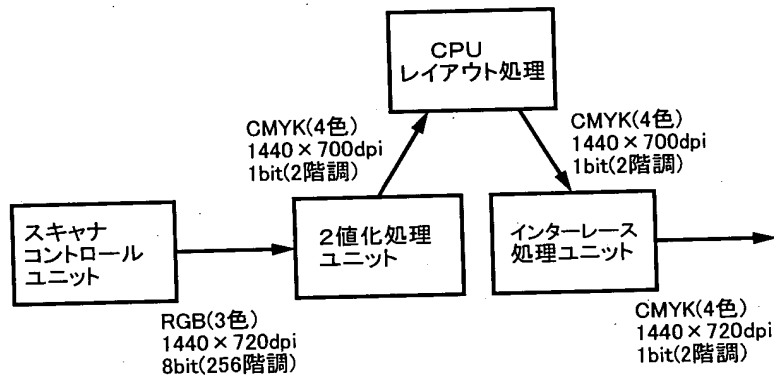 CPU
レイアウト処理
CMYK(4色)
1440×700dpi
1bit(2階調)
CMYK(4色)
1440×700dpi
1bit(2階調)
スキャナ
コントロール
ユニット
2値化処理
ユニット
インターレース
処理ユニット
RGB(3色)
1440×720dpi
8bit(256階調)
CMYK(4色)
1440×720dpi
1bit(2階調)